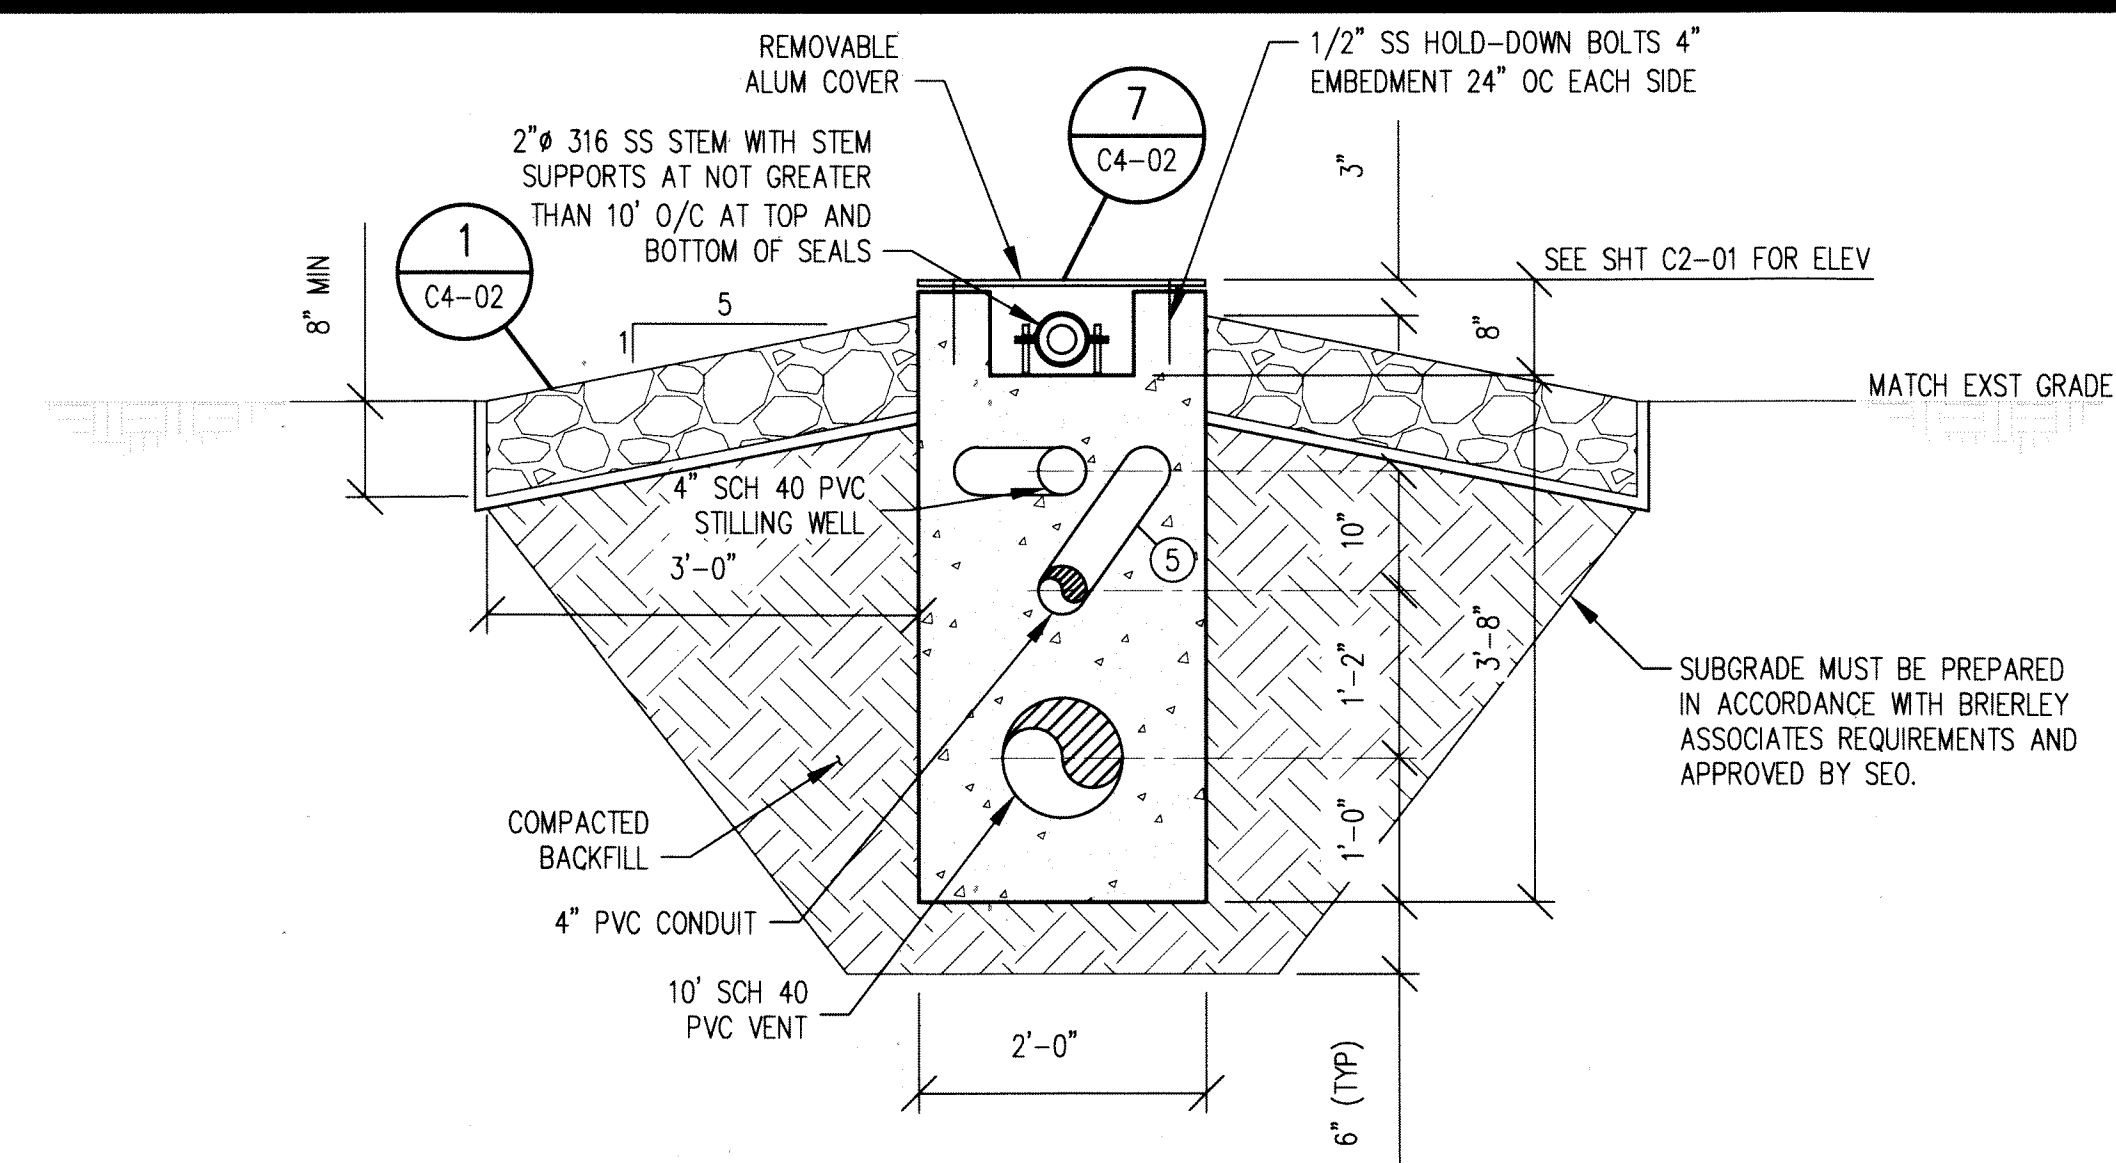 REMOVABLE
ALUM COVER
1/2" SS HOLD-DOWN BOLTS 4"
EMBEDMENT 24" OC EACH SIDE
7
C4-02
2"ø 316 SS STEM WITH STEM
SUPPORTS AT NOT GREATER
THAN 10' O/C AT TOP AND
BOTTOM OF SEALS
3"
1
C4-02
8" MIN
5
1
SEE SHT C2-01 FOR ELEV
8"
MATCH EXST GRADE
4" SCH 40 PVC
STILLING WELL
3'-0"
10"
5
1'-2"
3'-8"
SUBGRADE MUST BE PREPARED
IN ACCORDANCE WITH BRIERLEY
ASSOCIATES REQUIREMENTS AND
APPROVED BY SEO.
1'-0"
COMPACTED
BACKFILL
4" PVC CONDUIT
10' SCH 40
PVC VENT
2'-0"
6" (TYP)